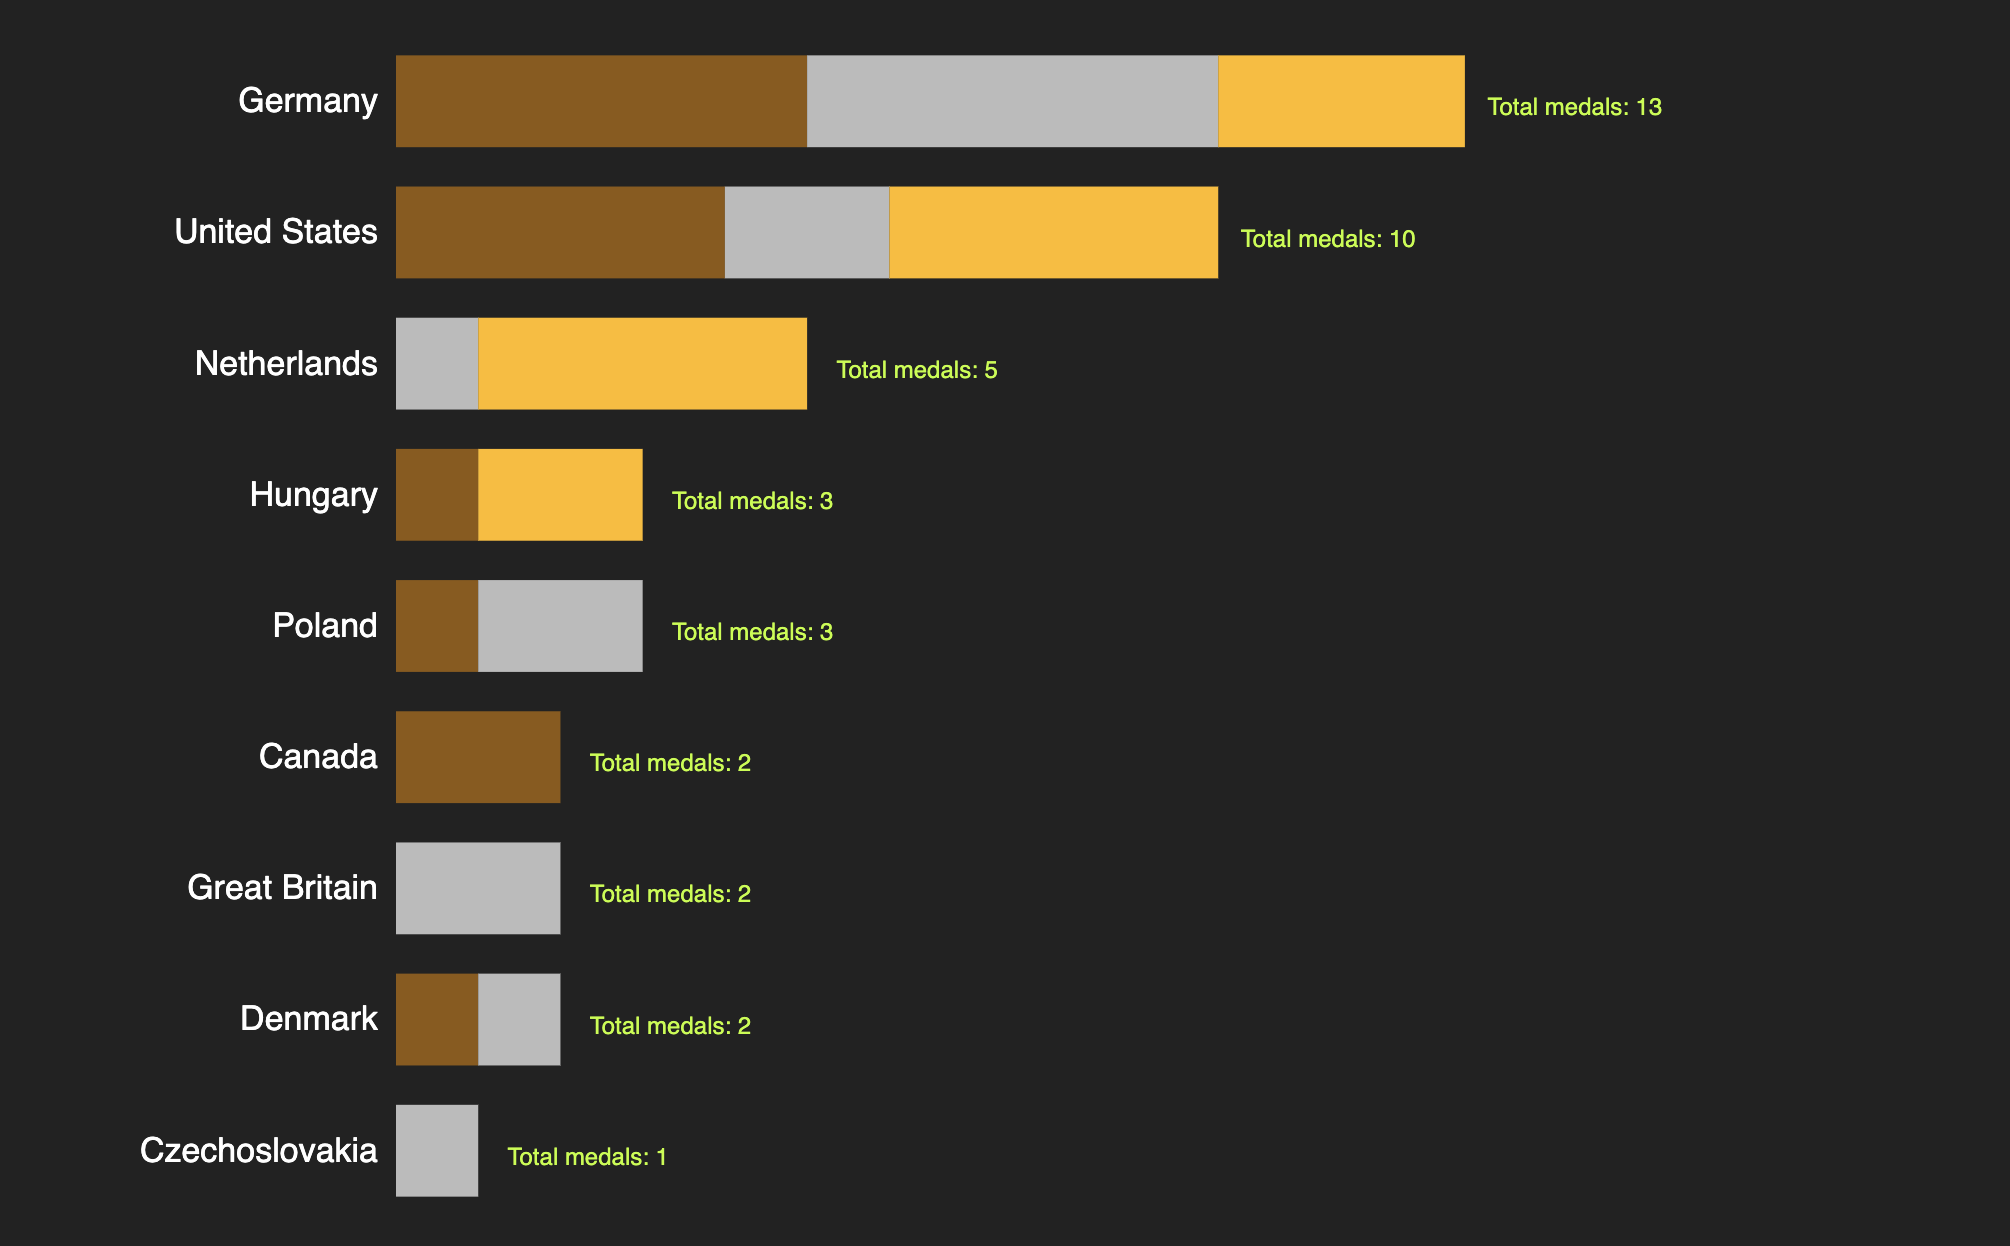 Germany Total medals: 13
United States Total medals: 10
Netherlands Total medals: 5
Hungary Total medals: 3
Poland Total medals: 3
Canada Total medals: 2
Great Britain Total medals: 2
Denmark Total medals: 2
Czechoslovakia Total medals: 1